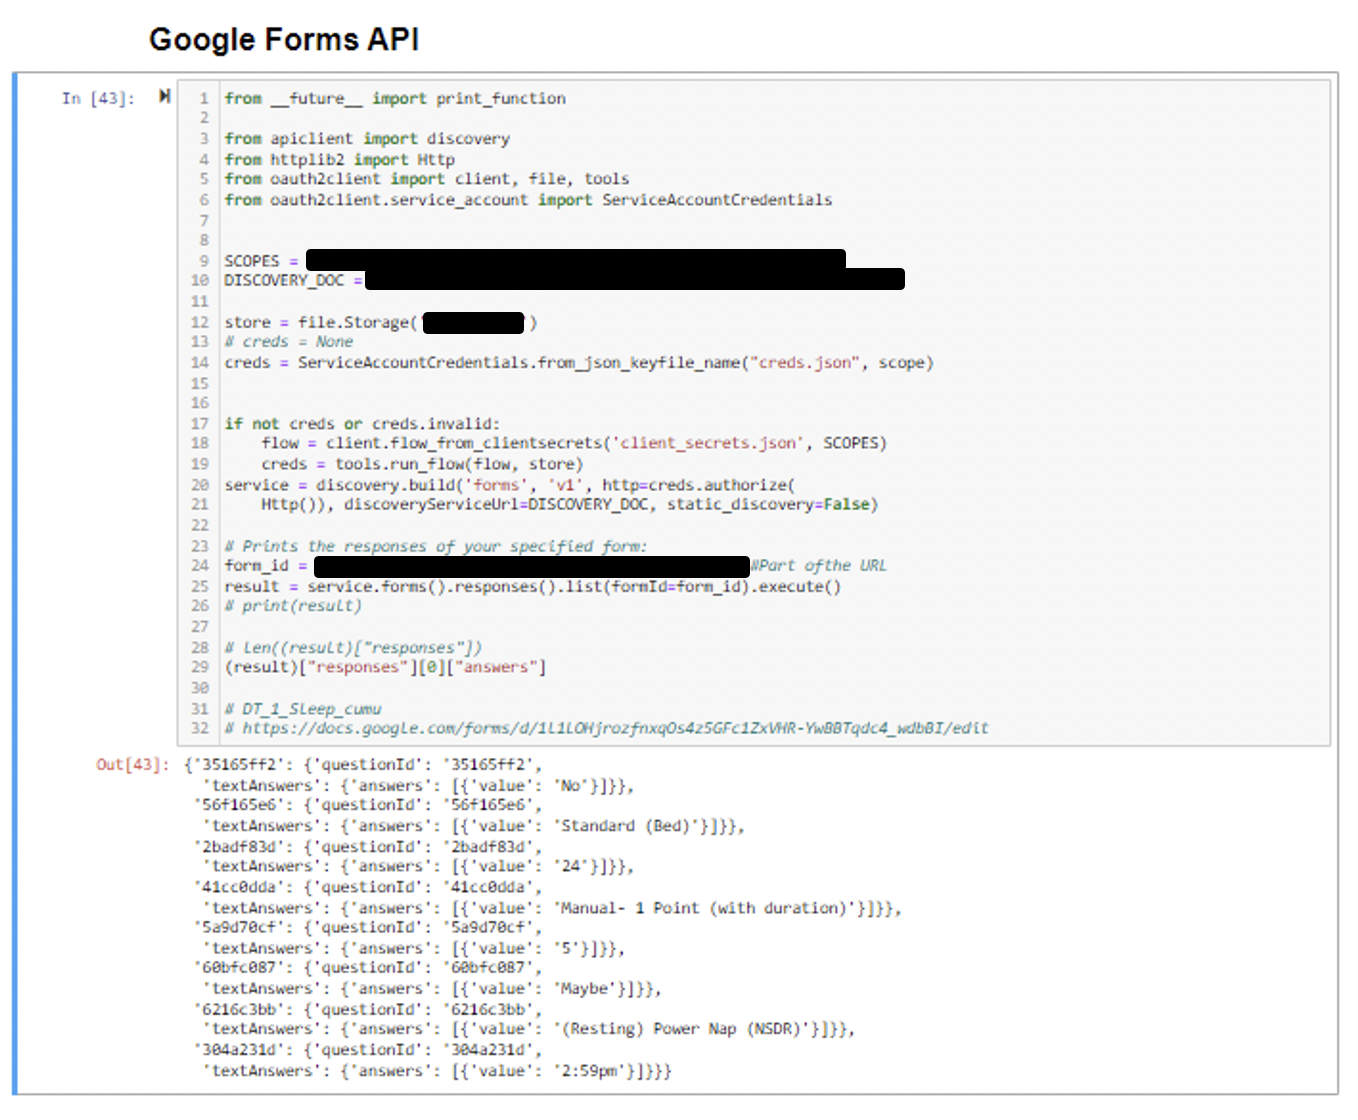 Google Forms API
In [43]:
1 from __future__ import print_function
2
3 from apiclient import discovery
4 from httplib2 import Http
5 from oauth2client import client, file, tools
6 from oauth2client.service_account import ServiceAccountCredentials
7
8
9 SCOPES =
10 DISCOVERY_DOC =
11
12 store = file.Storage(' ')
13 # creds = None
14 creds = ServiceAccountCredentials.from_json_keyfile_name("creds.json", scope)
15
16
17 if not creds or creds.invalid:
18 flow = client.flow_from_clientsecrets('client_secrets.json', SCOPES)
19 creds = tools.run_flow(flow, store)
20 service = discovery.build('forms', 'v1', http=creds.authorize(
21 Http()), discoveryServiceUrl=DISCOVERY_DOC, static_discovery=False)
22
23 # Prints the responses of your specified form:
24 form_id = #Part ofthe URL
25 result = service.forms().responses().list(formId=form_id).execute()
26 # print(result)
27
28 # Len((result)["responses"])
29 (result)["responses"][0]["answers"]
30
31 # DT_1_Sleep_cumu
32 # https://docs.google.com/forms/d/1l1LOHjrozfnxqOs4z5GFc1ZxVHR-YwBBTqdc4_wdbBI/edit
Out[43]: {'35165ff2': {'questionId': '35165ff2',
'textAnswers': {'answers': [{'value': 'No'}]}},
'56f165e6': {'questionId': '56f165e6',
'textAnswers': {'answers': [{'value': 'Standard (Bed)'}]}},
'2badf83d': {'questionId': '2badf83d',
'textAnswers': {'answers': [{'value': '24'}]}},
'41cc0dda': {'questionId': '41cc0dda',
'textAnswers': {'answers': [{'value': 'Manual- 1 Point (with duration)'}]}},
'5a9d70cf': {'questionId': '5a9d70cf',
'textAnswers': {'answers': [{'value': '5'}]}},
'60bfc087': {'questionId': '60bfc087',
'textAnswers': {'answers': [{'value': 'Maybe'}]}},
'6216c3bb': {'questionId': '6216c3bb',
'textAnswers': {'answers': [{'value': '(Resting) Power Nap (NSDR)'}]}},
'304a231d': {'questionId': '304a231d',
'textAnswers': {'answers': [{'value': '2:59pm'}]}}}